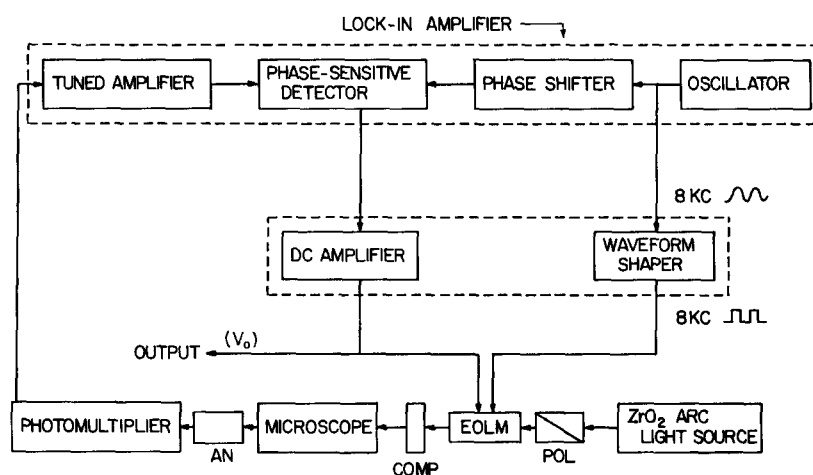 LOCK-IN AMPLIFIER
TUNED AMPLIFIER
PHASE-SENSITIVE
DETECTOR
PHASE SHIFTER
OSCILLATOR
8 KC
DC AMPLIFIER
WAVEFORM
SHAPER
8 KC
OUTPUT
(V₀)
PHOTOMULTIPLIER
AN
MICROSCOPE
COMP
EOLM
POL
ZrO₂ ARC
LIGHT SOURCE